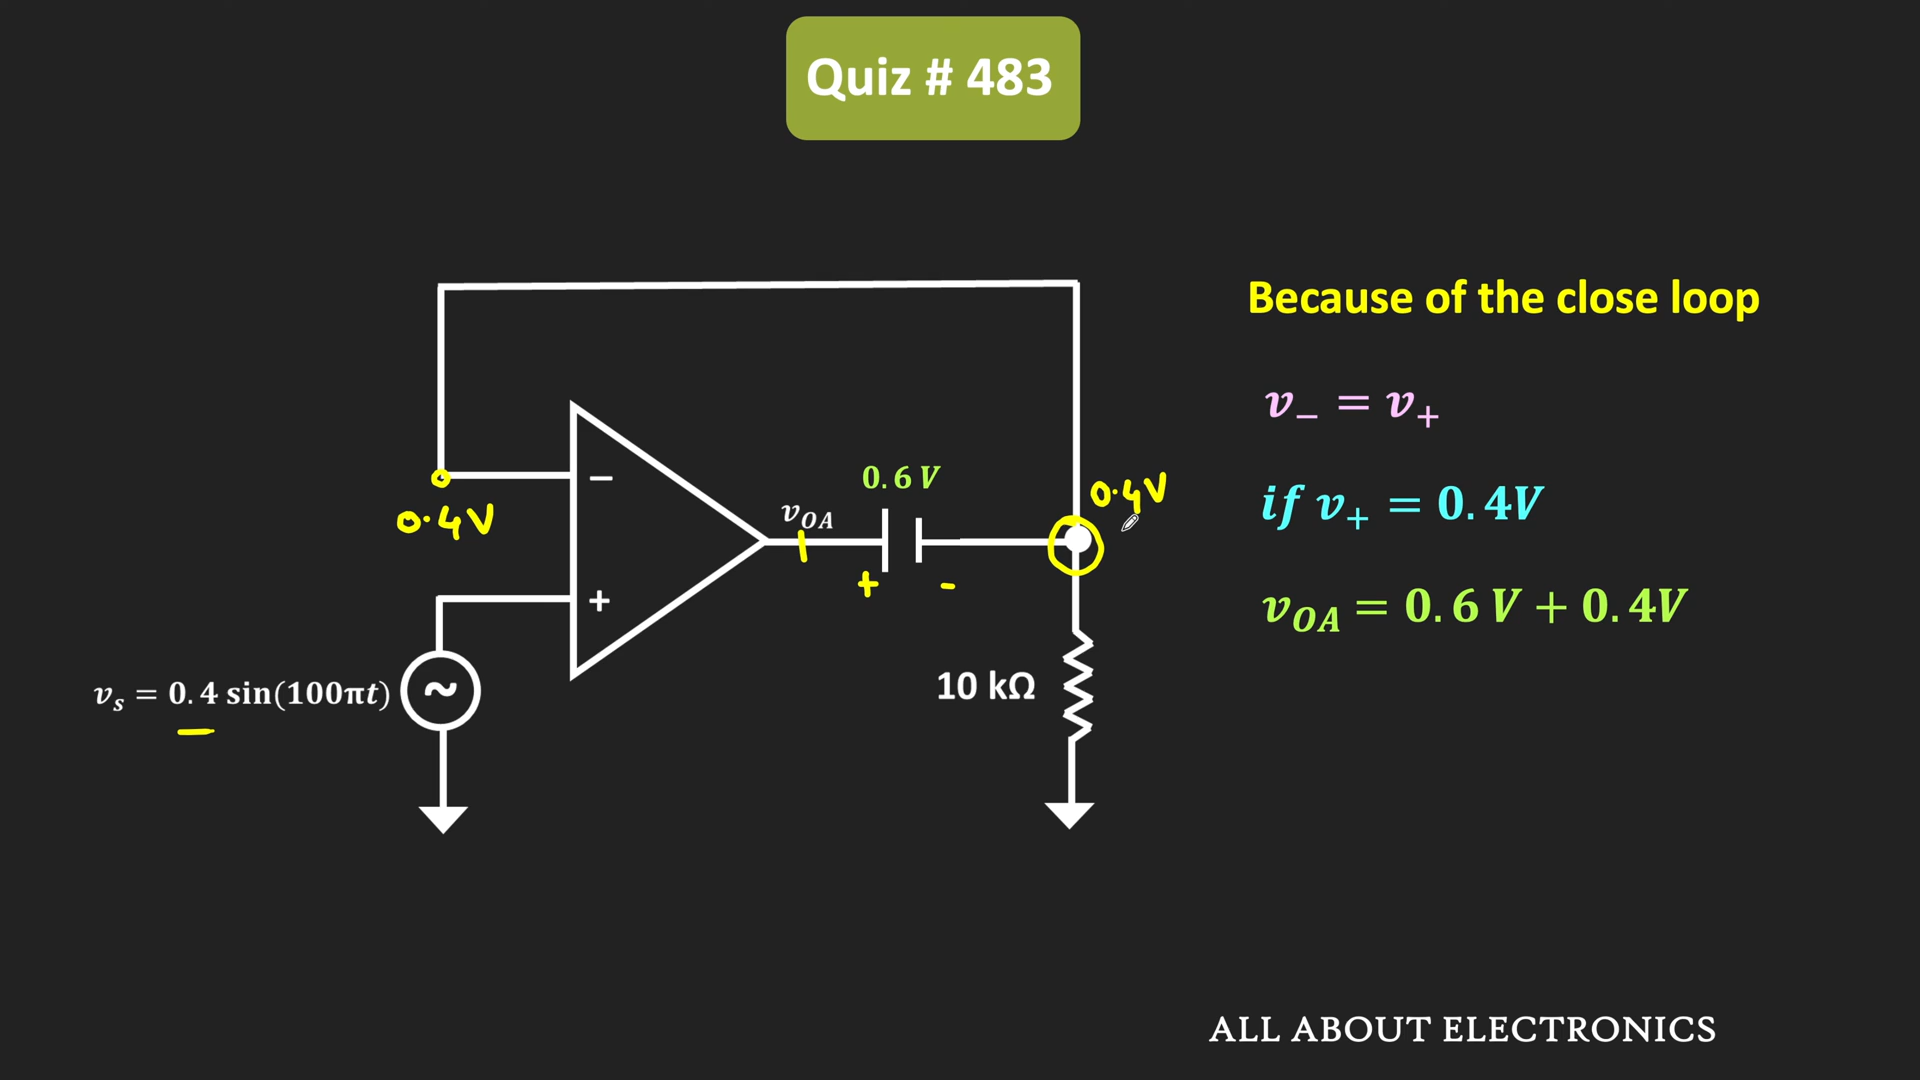 Quiz # 483
Because of the close loop
v₋ = v₊
if v₊ = 0.4V
v_OA = 0.6 V + 0.4V
0.6 V
v_OA
0.4V
0.4V
−
+
+ -
v_s = 0.4 sin(100πt)
~
10 kΩ
ALL ABOUT ELECTRONICS